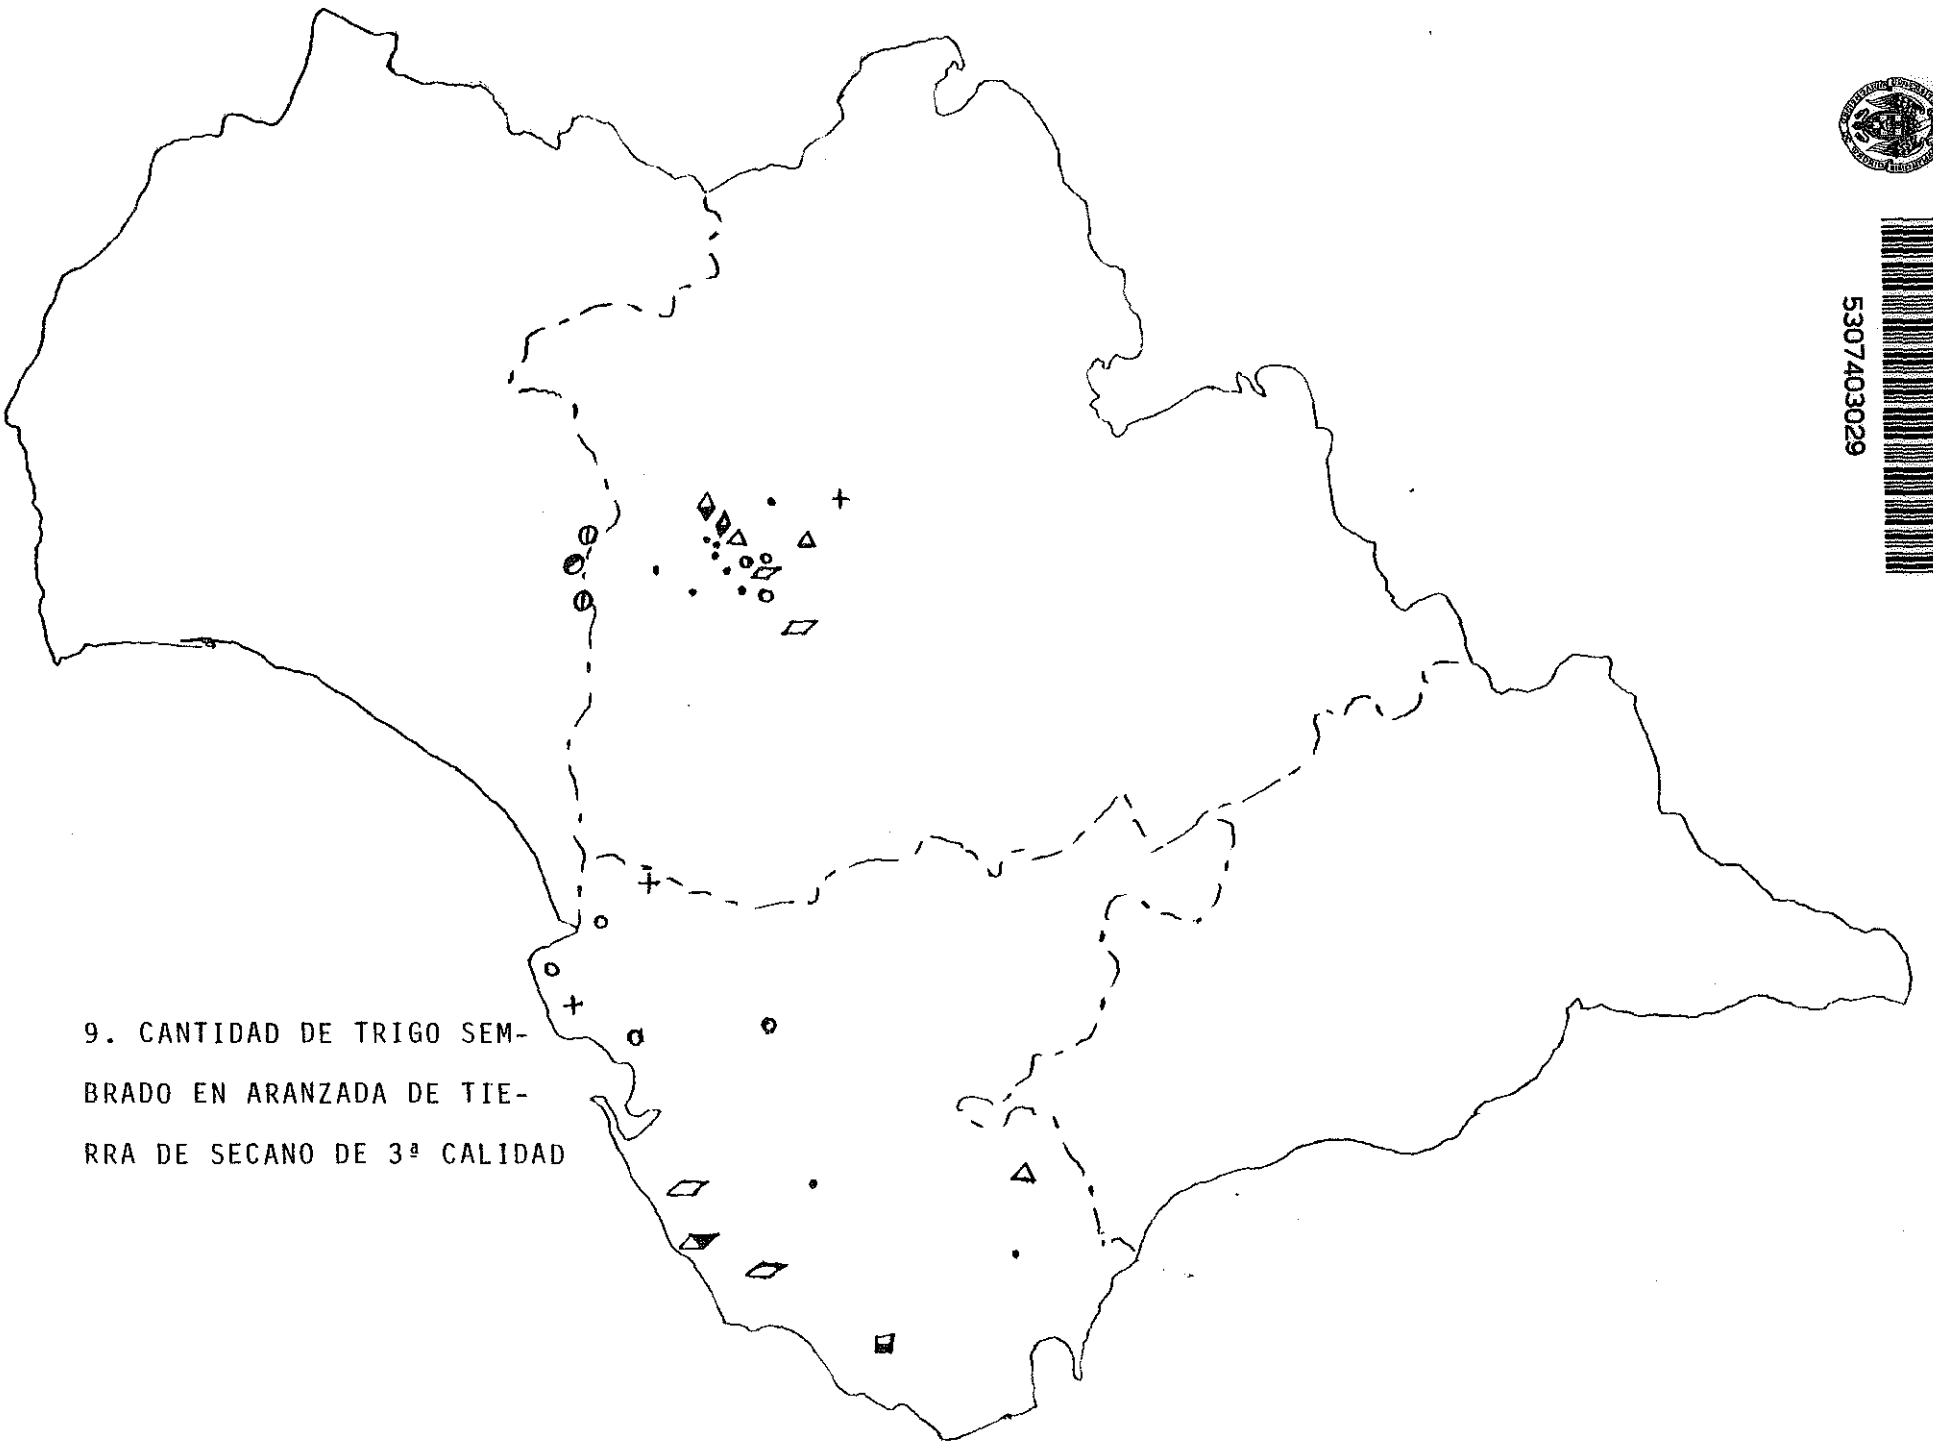 5307403029
9. CANTIDAD DE TRIGO SEM-
BRADO EN ARANZADA DE TIE-
RRA DE SECANO DE 3ª CALIDAD